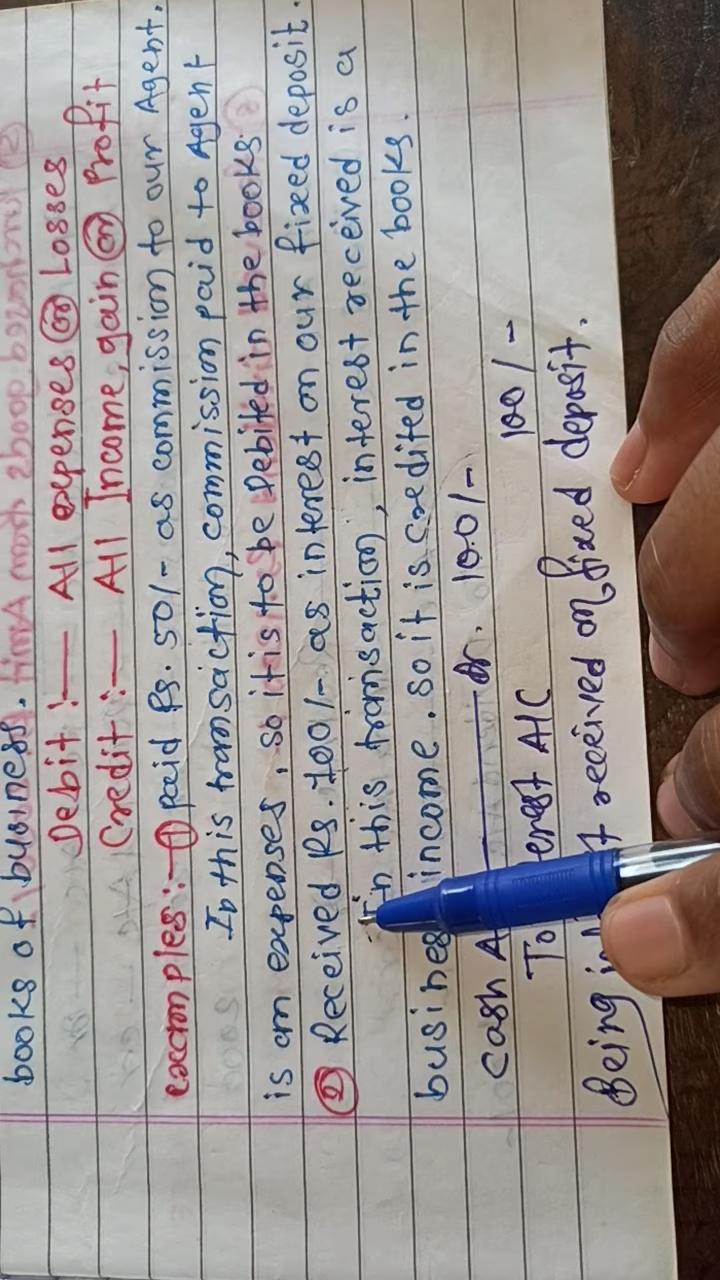 books of business.
Debit :— All expenses or Losses
Credit :— All Income, gain or Profit
examples:- ① paid Rs. 50/- as commission to our Agent.
In this transaction, commission paid to Agent
is an expenses, so it is to be Debited in the books.
② Received Rs. 100/- as interest on our fixed deposit.
In this transaction, interest received is a
business income. so it is credited in the books.
Cash A Dr. 100/-
To erest A/C 100/-
Being received on fixed deposit.